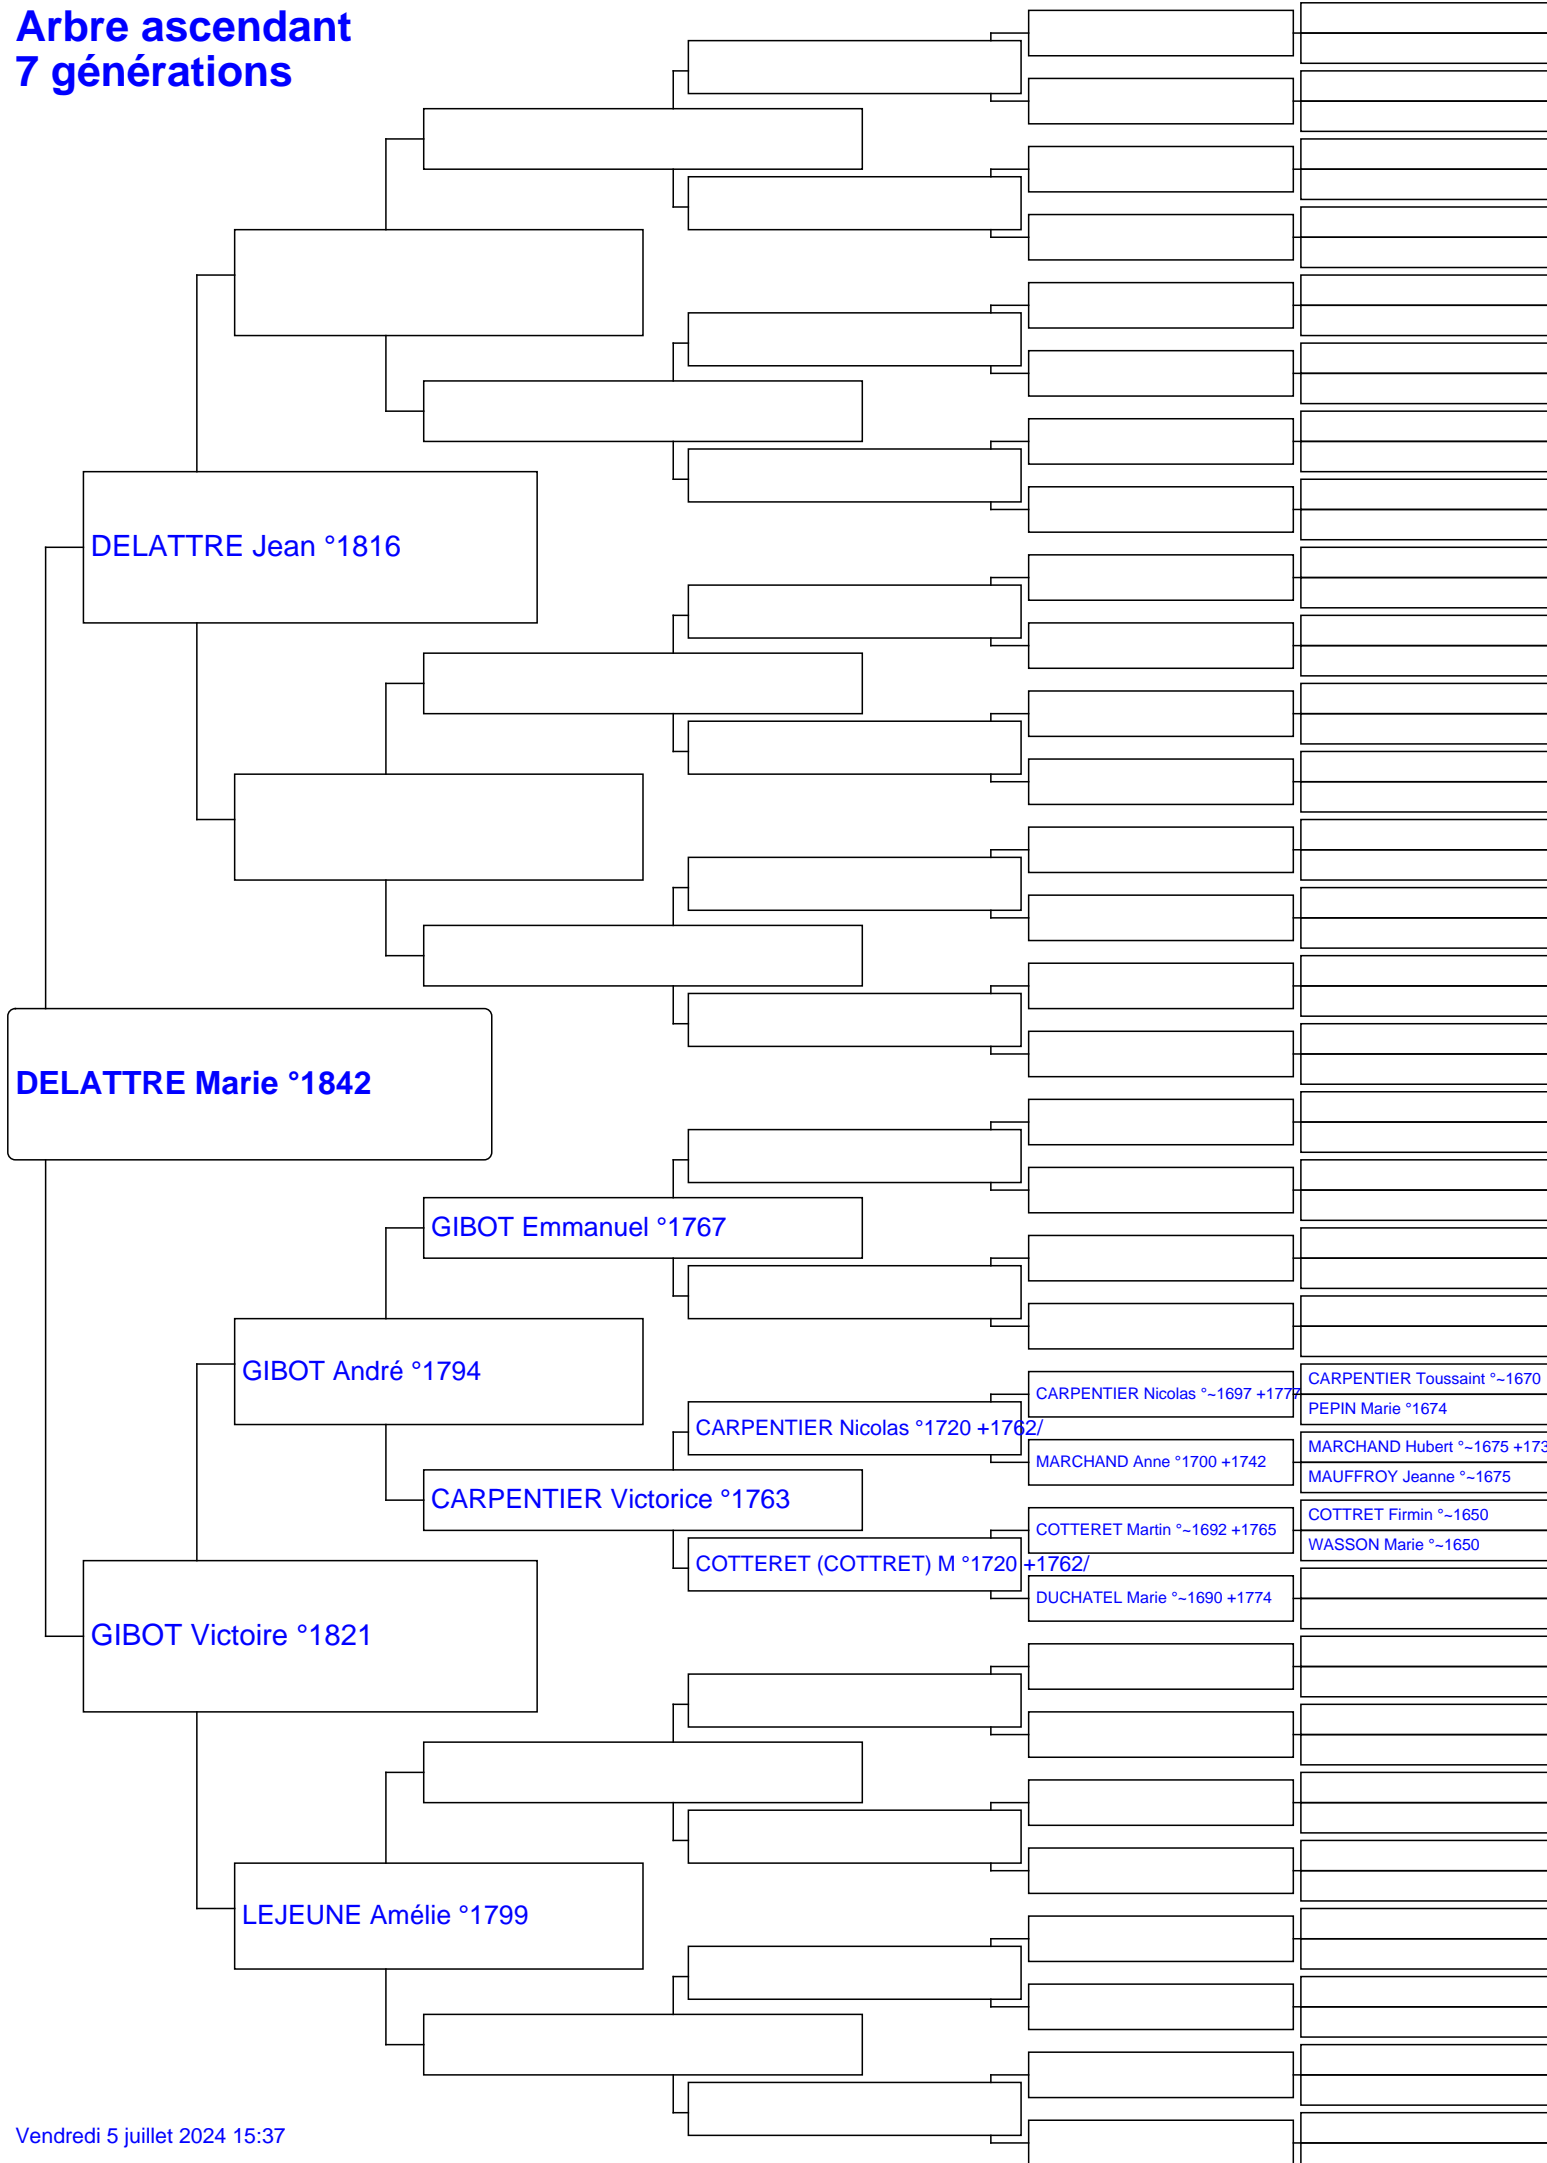 Arbre ascendant
7 générations
DELATTRE Jean °1816
DELATTRE Marie °1842
GIBOT Emmanuel °1767
GIBOT André °1794
CARPENTIER Toussaint °~1670
CARPENTIER Nicolas °~1697 +1777
PEPIN Marie °1674
CARPENTIER Nicolas °1720 +1762/
MARCHAND Hubert °~1675 +173
MARCHAND Anne °1700 +1742
MAUFFROY Jeanne °~1675
CARPENTIER Victorice °1763
COTTRET Firmin °~1650
COTTERET Martin °~1692 +1765
WASSON Marie °~1650
COTTERET (COTTRET) M °1720 +1762/
DUCHATEL Marie °~1690 +1774
GIBOT Victoire °1821
LEJEUNE Amélie °1799
Vendredi 5 juillet 2024 15:37